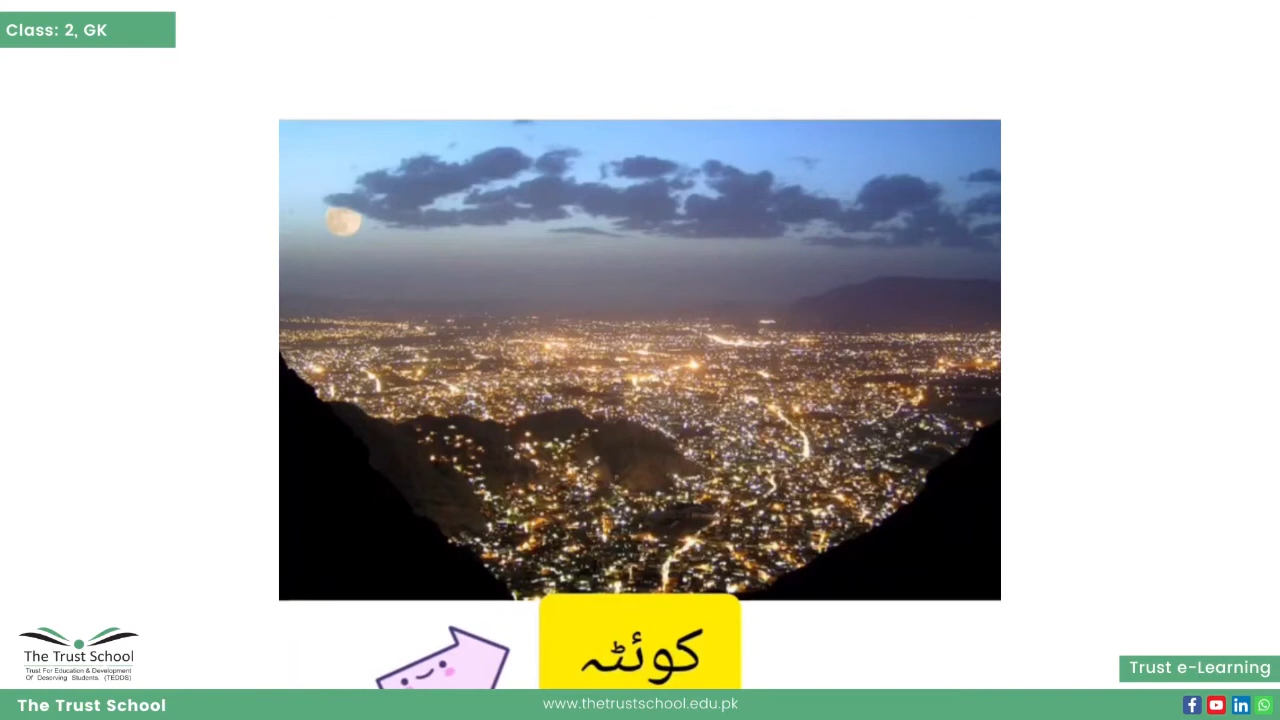 Class: 2, GK
کوئٹہ
The Trust School
Trust For Education & Development
Of Deserving Students. (TEDDS)
Trust e-Learning
The Trust School
www.thetrustschool.edu.pk